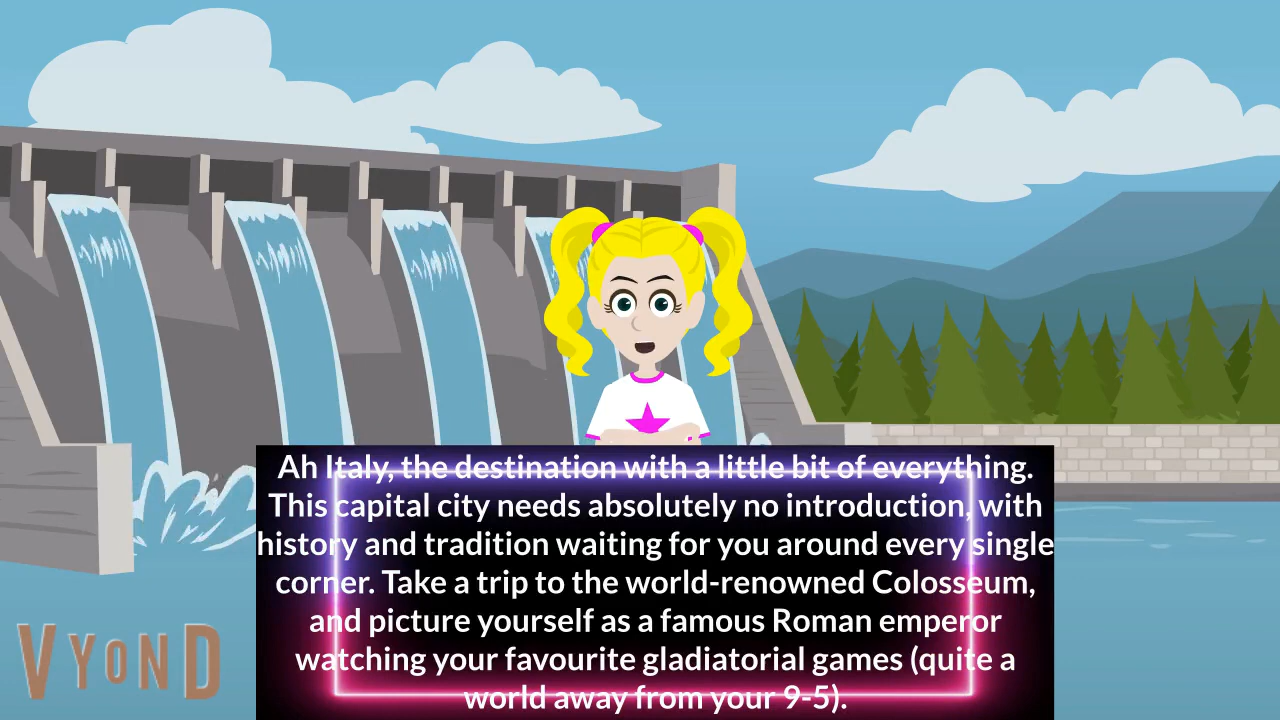 Ah Italy, the destination with a little bit of everything.
This capital city needs absolutely no introduction, with
history and tradition waiting for you around every single
corner. Take a trip to the world-renowned Colosseum,
and picture yourself as a famous Roman emperor
watching your favourite gladiatorial games (quite a
world away from your 9-5).
VYOND